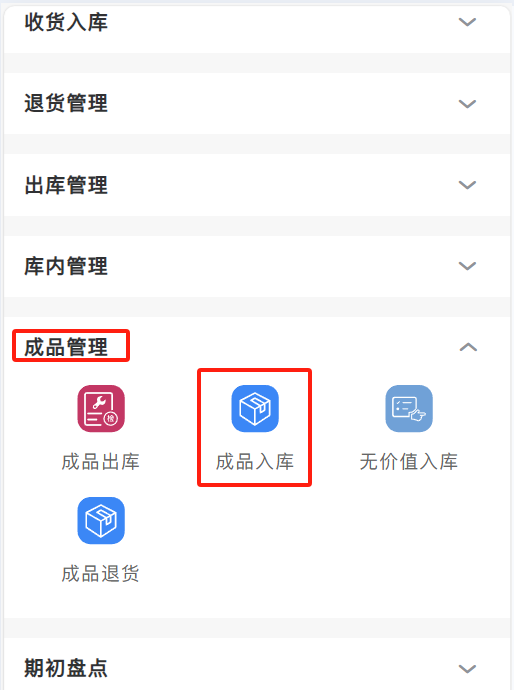 收货入库
退货管理
出库管理
库内管理
成品管理
成品出库
成品入库
无价值入库
成品退货
期初盘点